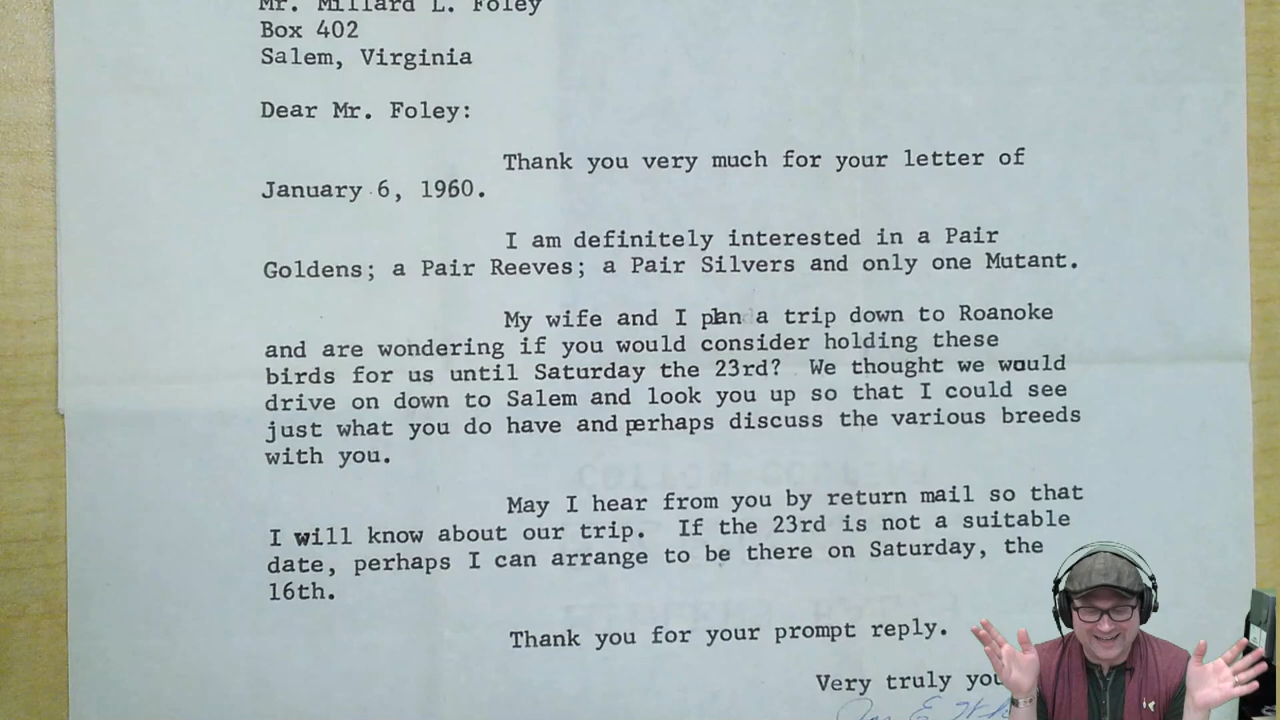 Mr. Millard L. Foley
Box 402
Salem, Virginia
Dear Mr. Foley:
Thank you very much for your letter of
January 6, 1960.
I am definitely interested in a Pair
Goldens; a Pair Reeves; a Pair Silvers and only one Mutant.
My wife and I plan a trip down to Roanoke
and are wondering if you would consider holding these
birds for us until Saturday the 23rd? We thought we would
drive on down to Salem and look you up so that I could see
just what you do have and perhaps discuss the various breeds
with you.
May I hear from you by return mail so that
I will know about our trip. If the 23rd is not a suitable
date, perhaps I can arrange to be there on Saturday, the
16th.
Thank you for your prompt reply.
Very truly